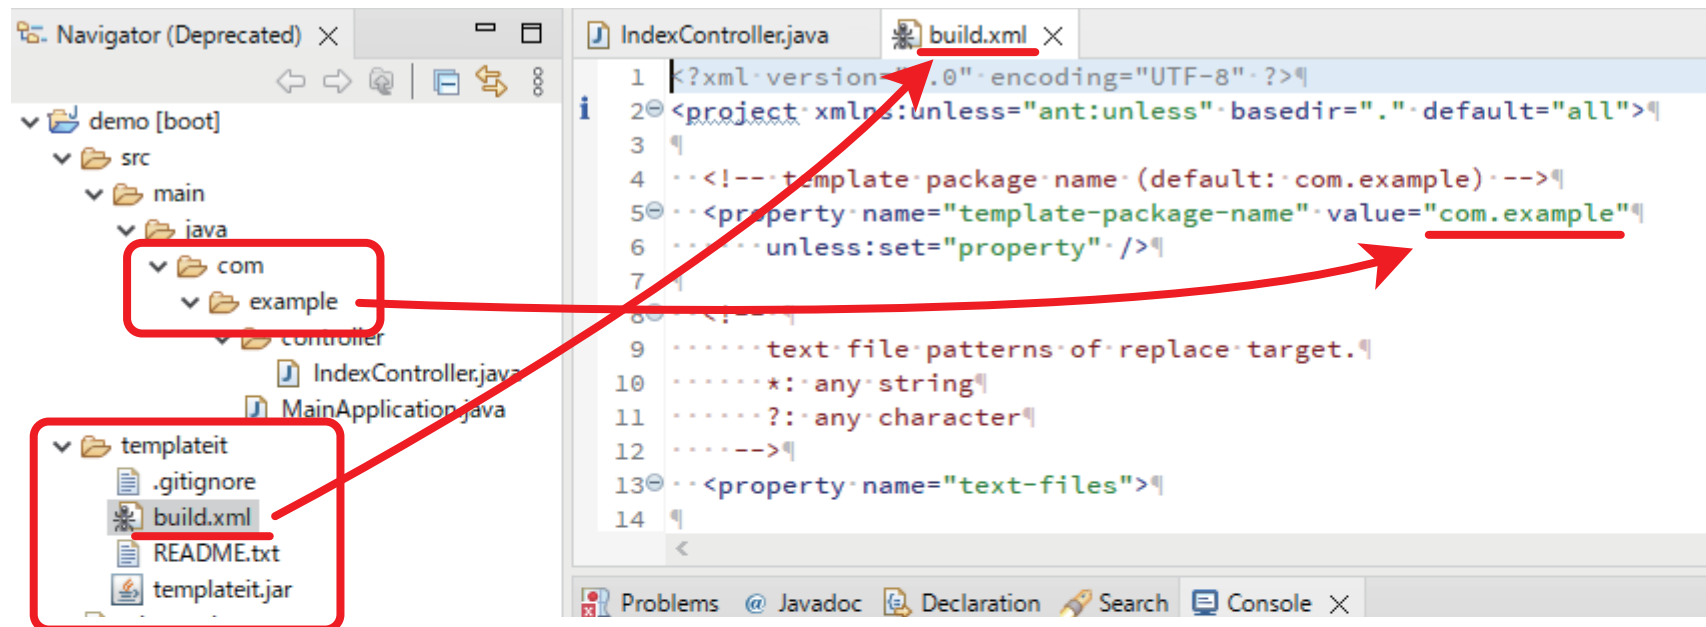 Navigator (Deprecated)
demo [boot]
src
main
java
com
example
controller
IndexController.java
MainApplication.java
templateit
.gitignore
build.xml
README.txt
templateit.jar
IndexController.java
build.xml
1 <?xml version="1.0" encoding="UTF-8" ?>
2 <project xmlns:unless="ant:unless" basedir="." default="all">
3
4 <!-- template package name (default: com.example) -->
5 <property name="template-package-name" value="com.example"
6 unless:set="property" />
7
8 <!--
9 text file patterns of replace target.
10 *: any string
11 ?: any character
12 -->
13 <property name="text-files">
14
Problems @ Javadoc Declaration Search Console